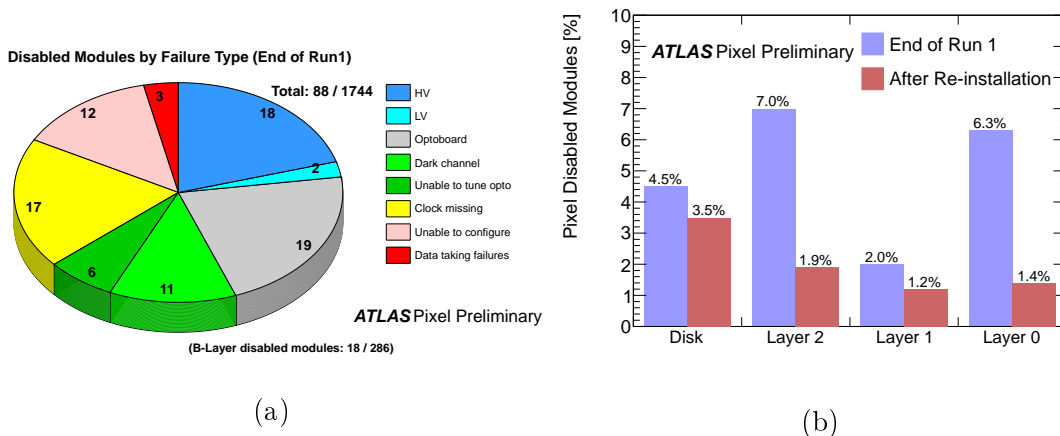 Disabled Modules by Failure Type (End of Run1)
Total: 88 / 1744
3
12
18
2
17
19
6
11
HV
LV
Optoboard
Dark channel
Unable to tune opto
Clock missing
Unable to configure
Data taking failures
ATLAS Pixel Preliminary
(B-Layer disabled modules: 18 / 286)
(a)
Pixel Disabled Modules [%]
10
9
8
7
6
5
4
3
2
1
0
ATLAS Pixel Preliminary
End of Run 1
After Re-installation
4.5%
3.5%
7.0%
1.9%
2.0%
1.2%
6.3%
1.4%
Disk
Layer 2
Layer 1
Layer 0
(b)